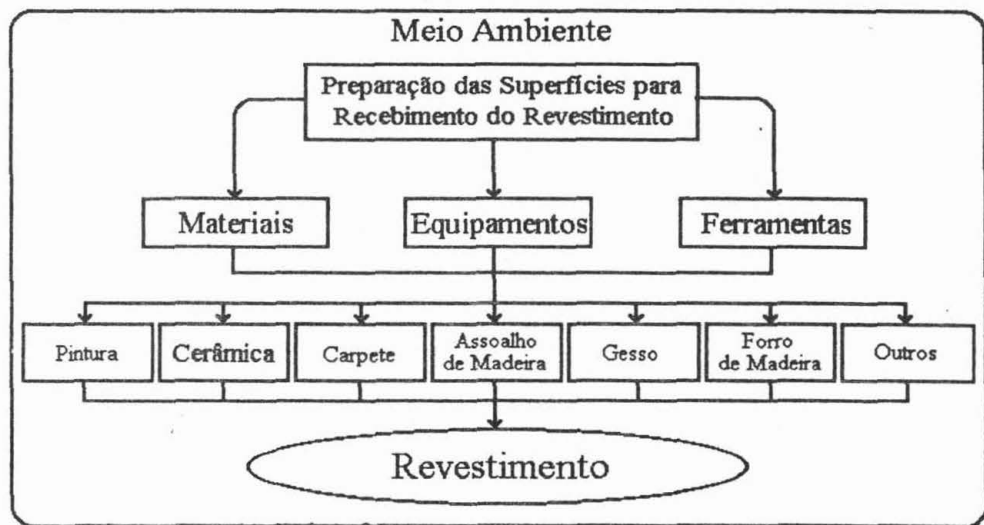 Meio Ambiente
Preparação das Superfícies para
Recebimento do Revestimento
Materiais
Equipamentos
Ferramentas
Pintura
Cerâmica
Carpete
Assoalho
de Madeira
Gesso
Forro
de Madeira
Outros
Revestimento